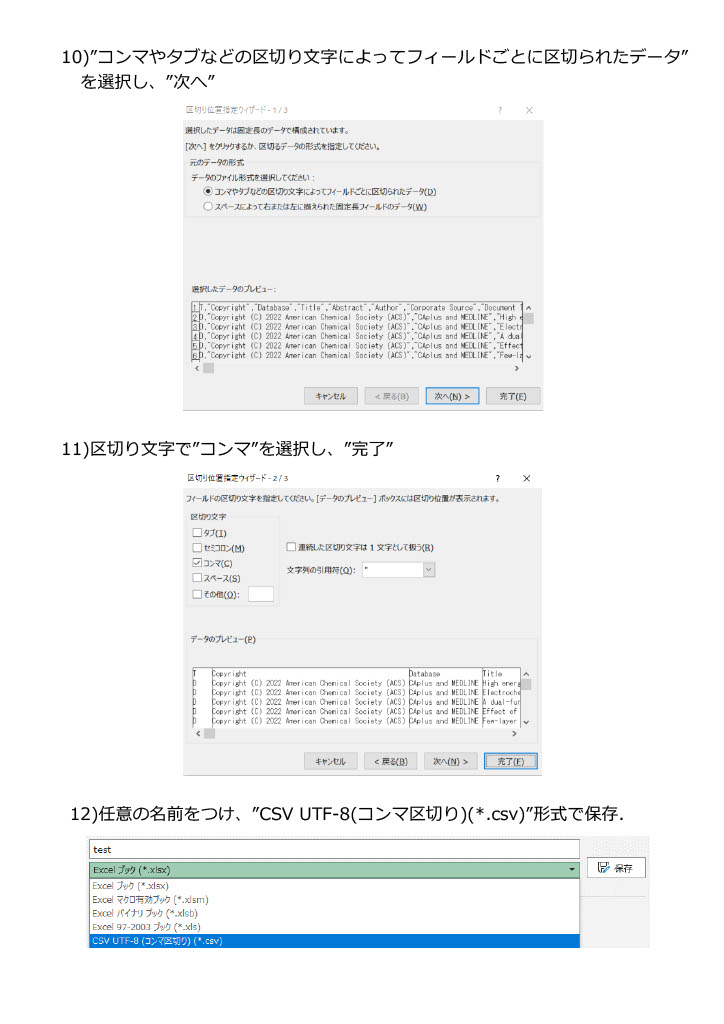 10)”コンマやタブなどの区切り文字によってフィールドごとに区切られたデータ”
を選択し、”次へ”
区切り位置指定ウィザード - 1 / 3
? ×
選択したデータは固定長のデータで構成されています。
[次へ] をクリックするか、区切るデータの形式を指定してください。
元のデータの形式
データのファイル形式を選択してください :
コンマやタブなどの区切り文字によってフィールドごとに区切られたデータ(D)
スペースによって右または左に揃えられた固定長フィールドのデータ(W)
選択したデータのプレビュー:
1 T,"Copyright","Database","Title","Abstract","Author","Corporate Source","Document T
2 D,"Copyright (C) 2022 American Chemical Society (ACS)","CAplus and MEDLINE","High e
3 D,"Copyright (C) 2022 American Chemical Society (ACS)","CAplus and MEDLINE","Electr
4 D,"Copyright (C) 2022 American Chemical Society (ACS)","CAplus and MEDLINE","A dual
5 D,"Copyright (C) 2022 American Chemical Society (ACS)","CAplus and MEDLINE","Effect
6 D,"Copyright (C) 2022 American Chemical Society (ACS)","CAplus and MEDLINE","Few-la
キャンセル < 戻る(B) 次へ(N) > 完了(F)
11)区切り文字で”コンマ”を選択し、”完了”
区切り位置指定ウィザード - 2 / 3
? ×
フィールドの区切り文字を指定してください。[データのプレビュー] ボックスには区切り位置が表示されます。
区切り文字
タブ(T)
セミコロン(M)
コンマ(C)
スペース(S)
その他(O):
連続した区切り文字は 1 文字として扱う(R)
文字列の引用符(Q): "
データのプレビュー(P)
T Copyright Database Title
D Copyright (C) 2022 American Chemical Society (ACS) CAplus and MEDLINE High energ
D Copyright (C) 2022 American Chemical Society (ACS) CAplus and MEDLINE Electroche
D Copyright (C) 2022 American Chemical Society (ACS) CAplus and MEDLINE A dual-fun
D Copyright (C) 2022 American Chemical Society (ACS) CAplus and MEDLINE Effect of
D Copyright (C) 2022 American Chemical Society (ACS) CAplus and MEDLINE Few-layer
キャンセル < 戻る(B) 次へ(N) > 完了(F)
12)任意の名前をつけ、”CSV UTF-8(コンマ区切り)(*.csv)”形式で保存.
test
Excel ブック (*.xlsx)
保存
Excel ブック (*.xlsx)
Excel マクロ有効ブック (*.xlsm)
Excel バイナリ ブック (*.xlsb)
Excel 97-2003 ブック (*.xls)
CSV UTF-8 (コンマ区切り) (*.csv)